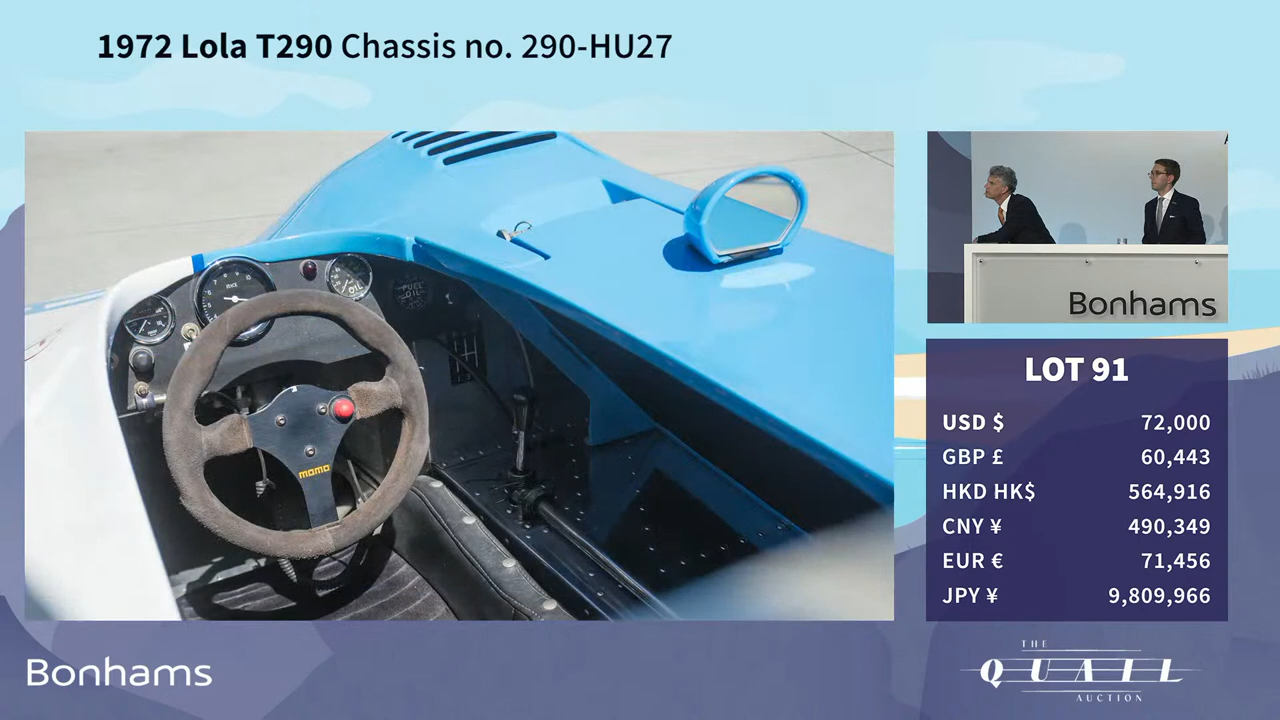 1972 Lola T290 Chassis no. 290-HU27
OIL
FUEL
OIL
momo
Bonhams
LOT 91
USD $ 72,000
GBP £ 60,443
HKD HK$ 564,916
CNY ¥ 490,349
EUR € 71,456
JPY ¥ 9,809,966
Bonhams
THE
QUAIL
AUCTION